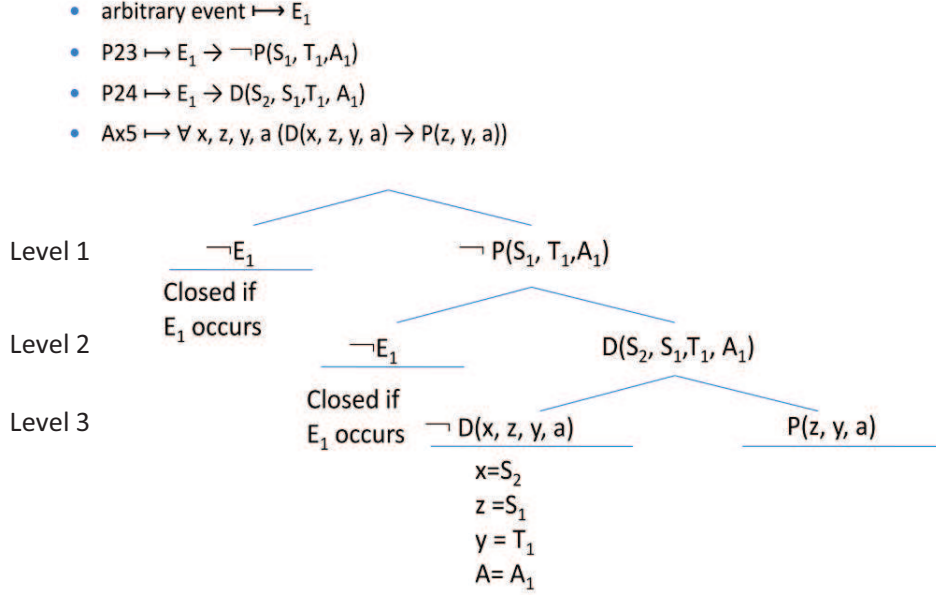 • arbitrary event ↦ E₁
• P23 ↦ E₁ → ¬P(S₁, T₁,A₁)
• P24 ↦ E₁ → D(S₂, S₁,T₁, A₁)
• Ax5 ↦ ∀ x, z, y, a (D(x, z, y, a) → P(z, y, a))
Level 1 ¬E₁ ¬ P(S₁, T₁,A₁)
Closed if
E₁ occurs
Level 2 ¬E₁ D(S₂, S₁,T₁, A₁)
Closed if
E₁ occurs
Level 3 ¬ D(x, z, y, a) P(z, y, a)
x=S₂
z =S₁
y = T₁
A= A₁